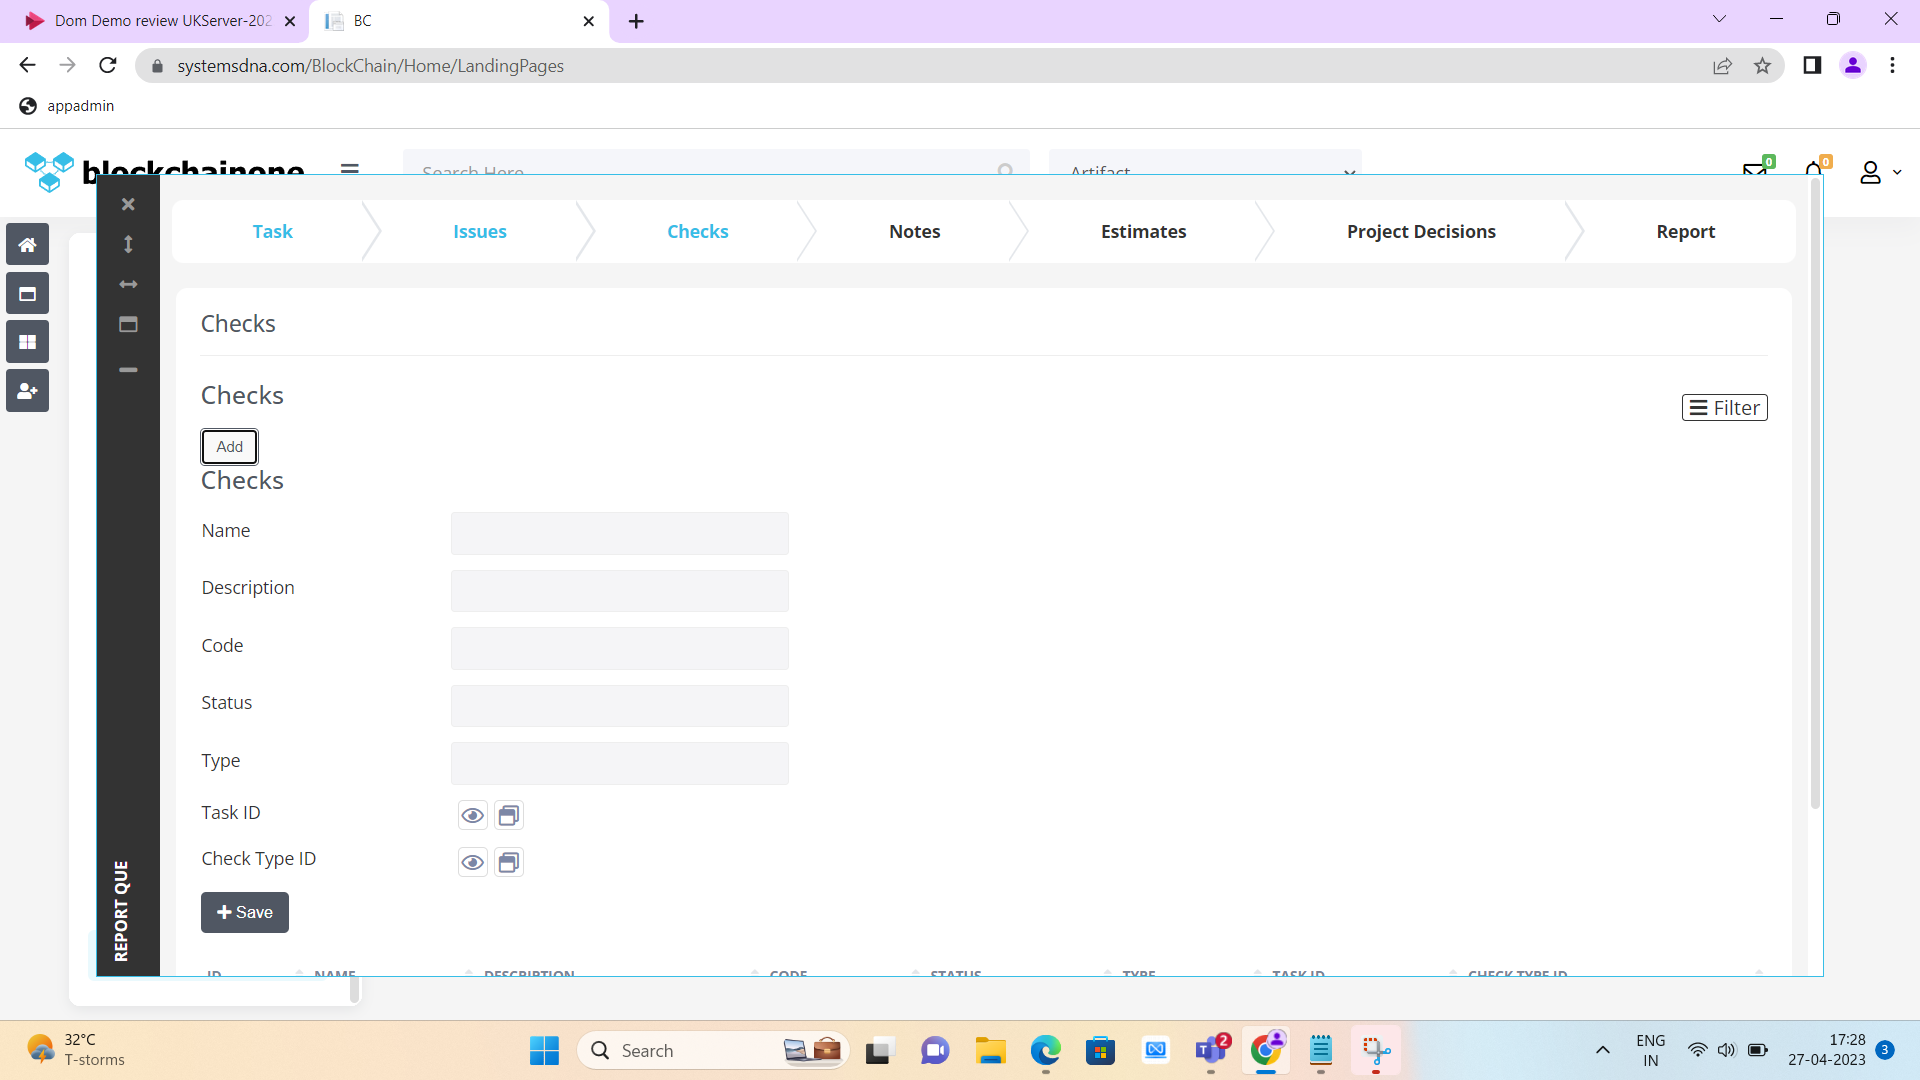 Dom Demo review UKServer-202
BC
systemsdna.com/BlockChain/Home/LandingPages
appadmin
blockchainone
Search Here
Artifact
0
0
Task
Issues
Checks
Notes
Estimates
Project Decisions
Report
Checks
Checks
Filter
Add
Checks
Name
Description
Code
Status
Type
Task ID
Check Type ID
Save
REPORT QUE
ID
NAME
DESCRIPTION
CODE
STATUS
TYPE
TASK ID
CHECK TYPE ID
32°C
T-storms
Search
2
ENG
IN
17:28
27-04-2023
3